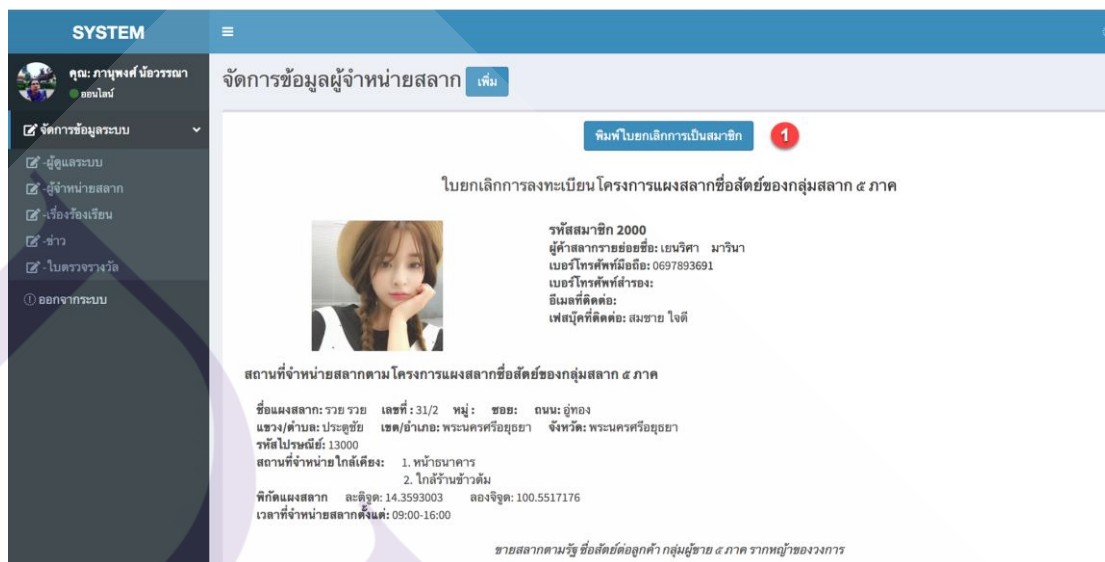 SYSTEM
คุณ: ภานุพงศ์ น้อวรรณา
ออนไลน์
จัดการข้อมูลระบบ
-ผู้ดูแลระบบ
-ผู้จำหน่ายสลาก
-เรื่องร้องเรียน
-ข่าว
-ใบตรวจรางวัล
ออกจากระบบ
จัดการข้อมูลผู้จำหน่ายสลาก เพิ่ม
พิมพ์ใบยกเลิกการเป็นสมาชิก 1
ใบยกเลิกการลงทะเบียน โครงการแผงสลากซื่อสัตย์ของกลุ่มสลาก ๕ ภาค
รหัสสมาชิก 2000
ผู้ค้าสลากรายย่อยชื่อ: เยนริศา มารินา
เบอร์โทรศัพท์มือถือ: 0697893691
เบอร์โทรศัพท์สำรอง:
อีเมลที่ติดต่อ:
เฟสบุ๊คที่ติดต่อ: สมชาย ใจดี
สถานที่จำหน่ายสลากตามโครงการแผงสลากซื่อสัตย์ของกลุ่มสลาก ๕ ภาค
ชื่อแผงสลาก: รวย รวย เลขที่ : 31/2 หมู่ : ซอย: ถนน: อู่ทอง
แขวง/ตำบล: ประตูชัย เขต/อำเภอ: พระนครศรีอยุธยา จังหวัด: พระนครศรีอยุธยา
รหัสไปรษณีย์: 13000
สถานที่จำหน่ายใกล้เคียง: 1. หน้าธนาคาร
2. ใกล้ร้านข้าวต้ม
พิกัดแผงสลาก ละติจูด: 14.3593003 ลองจิจูด: 100.5517176
เวลาที่จำหน่ายสลากตั้งแต่: 09:00-16:00
ขายสลากตามรัฐ ซื่อสัตย์ต่อลูกค้า กลุ่มผู้ขาย ๕ ภาค รากหญ้าของวงการ